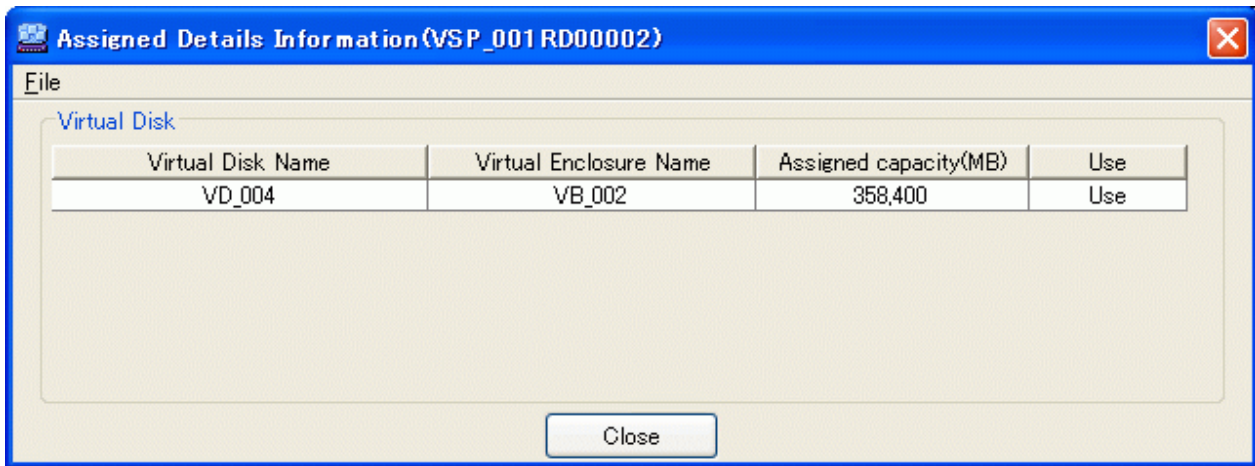 Assigned Details Information(VSP_001RD00002)
File
Virtual Disk
Virtual Disk Name Virtual Enclosure Name Assigned capacity(MB) Use
VD_004 VB_002 358,400 Use
Close